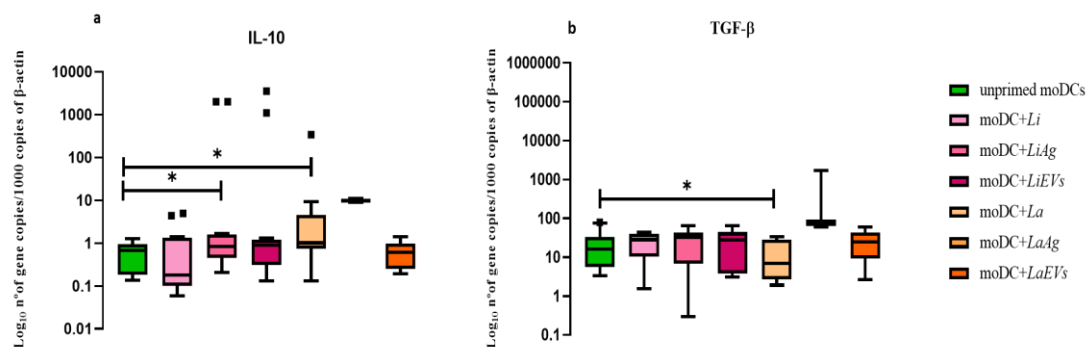 a
IL-10
Log₁₀ nºof gene copies/1000 copies of β-actin
10000
1000
100
10
1
0.1
0.01
*
*
b
TGF-β
Log₁₀ nºof gene copies/1000 copies of β-actin
1000000
100000
10000
1000
100
10
1
0.1
*
unprimed moDCs
moDC+Li
moDC+LiAg
moDC+LiEVs
moDC+La
moDC+LaAg
moDC+LaEVs